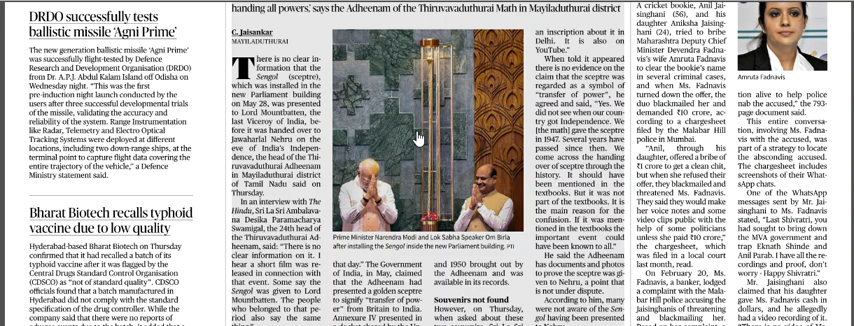 DRDO successfully tests
ballistic missile ‘Agni Prime’
The new generation ballistic missile ‘Agni Prime’
was successfully flight-tested by Defence
Research and Development Organisation (DRDO)
from Dr. A.P.J. Abdul Kalam Island off Odisha on
Wednesday night. “This was the first
pre-induction night launch conducted by the
users after three successful developmental trials
of the missile, validating the accuracy and
reliability of the system. Range Instrumentation
like Radar, Telemetry and Electro Optical
Tracking Systems were deployed at different
locations, including two down-range ships, at the
terminal point to capture flight data covering the
entire trajectory of the vehicle,” a Defence
Ministry statement said.
Bharat Biotech recalls typhoid
vaccine due to low quality
Hyderabad-based Bharat Biotech on Thursday
confirmed that it had recalled a batch of its
typhoid vaccine after it was flagged by the
Central Drugs Standard Control Organisation
(CDSCO) as “not of standard quality”. CDSCO
officials found that a batch manufactured in
Hyderabad did not comply with the standard
specification of the drug controller. While the
company said that there were no reports of
handing all powers,’ says the Adheenam of the Thiruvavaduthurai Math in Mayiladuthurai district
C. Jaisankar
MAYILADUTHURAI
There is no clear in-
formation that the
Sengol (sceptre),
which was installed in the
new Parliament building
on May 28, was presented
to Lord Mountbatten, the
last Viceroy of India, be-
fore it was handed over to
Jawaharlal Nehru on the
eve of India’s Indepen-
dence, the head of the Thi-
ruvavaduthurai Adheenam
in Mayiladuthurai district
of Tamil Nadu said on
Thursday.
In an interview with The
Hindu, Sri La Sri Ambalava-
na Desika Paramacharya
Swamigal, the 24th head of
the Thiruvavaduthurai Ad-
heenam, said: “There is no
clear information on it. I
hear a short film was re-
leased in connection with
that event. Some say the
Sengol was given to Lord
Mountbatten. The people
who belonged to that pe-
riod also say the same
Prime Minister Narendra Modi and Lok Sabha Speaker Om Birla
after installing the Sengol inside the new Parliament building. PTI
that day.” The Government
of India, in May, claimed
that the Adheenam had
presented a golden sceptre
to signify “transfer of pow-
er” from Britain to India.
Annexure IV presented in
and 1950 brought out by
the Adheenam and was
available in its records.
Souvenirs not found
However, on Thursday,
when asked about these
an inscription about it in
Delhi. It is also on
YouTube.”
When told it appeared
there is no evidence on the
claim that the sceptre was
regarded as a symbol of
“transfer of power”, he
agreed and said, “Yes. We
did not see when our coun-
try got Independence. We
[the math] gave the sceptre
in 1947. Several years have
passed since then. We
come across the handing
over of sceptre through the
history. It should have
been mentioned in the
textbooks. But it was not
part of the textbooks. It is
the main reason for the
confusion. If it was men-
tioned in the textbooks the
important event could
have been known to all.”
He said the Adheenam
has documents and photos
to prove the sceptre was gi-
ven to Nehru, a point that
is not under dispute.
According to him, many
were not aware of the Sen-
gol having been presented
A cricket bookie, Anil Jai-
singhani (56), and his
daughter Aniksha Jaising-
hani (24), tried to bribe
Maharashtra Deputy Chief
Minister Devendra Fadna-
vis’s wife Amruta Fadnavis
to clear the bookie’s name
in several criminal cases,
and when Ms. Fadnavis
turned down the offer, the
duo blackmailed her and
demanded ₹10 crore, ac-
cording to a chargesheet
filed by the Malabar Hill
police in Mumbai.
“Anil, through his
daughter, offered a bribe of
₹1 crore to get a clean chit,
but when she refused their
offer, they blackmailed and
threatened Ms. Fadnavis.
They said they would make
her voice notes and some
video clips public with the
help of some politicians
unless she paid ₹10 crore,”
the chargesheet, which
was filed in a local court
last month, read.
On February 20, Ms.
Fadnavis, a banker, lodged
a complaint with the Mala-
bar Hill police accusing the
Jaisinghanis of threatening
and blackmailing her.
Amruta Fadnavis
tion alive to help police
nab the accused,” the 793-
page document said.
This entire conversa-
tion, involving Ms. Fadna-
vis with the accused, was
part of a strategy to locate
the absconding accused.
The chargesheet includes
screenshots of their What-
sApp chats.
One of the WhatsApp
messages sent by Mr. Jai-
singhani to Ms. Fadnavis
stated, “Last Shivratri, you
had sought to bring down
the MVA government and
trap Eknath Shinde and
Anil Parab. I have all the re-
cordings and proof, don’t
worry - Happy Shivratri.”
Mr. Jaisinghani also
claimed that his daughter
gave Ms. Fadnavis cash in
dollars, and he allegedly
had a video recording of it.